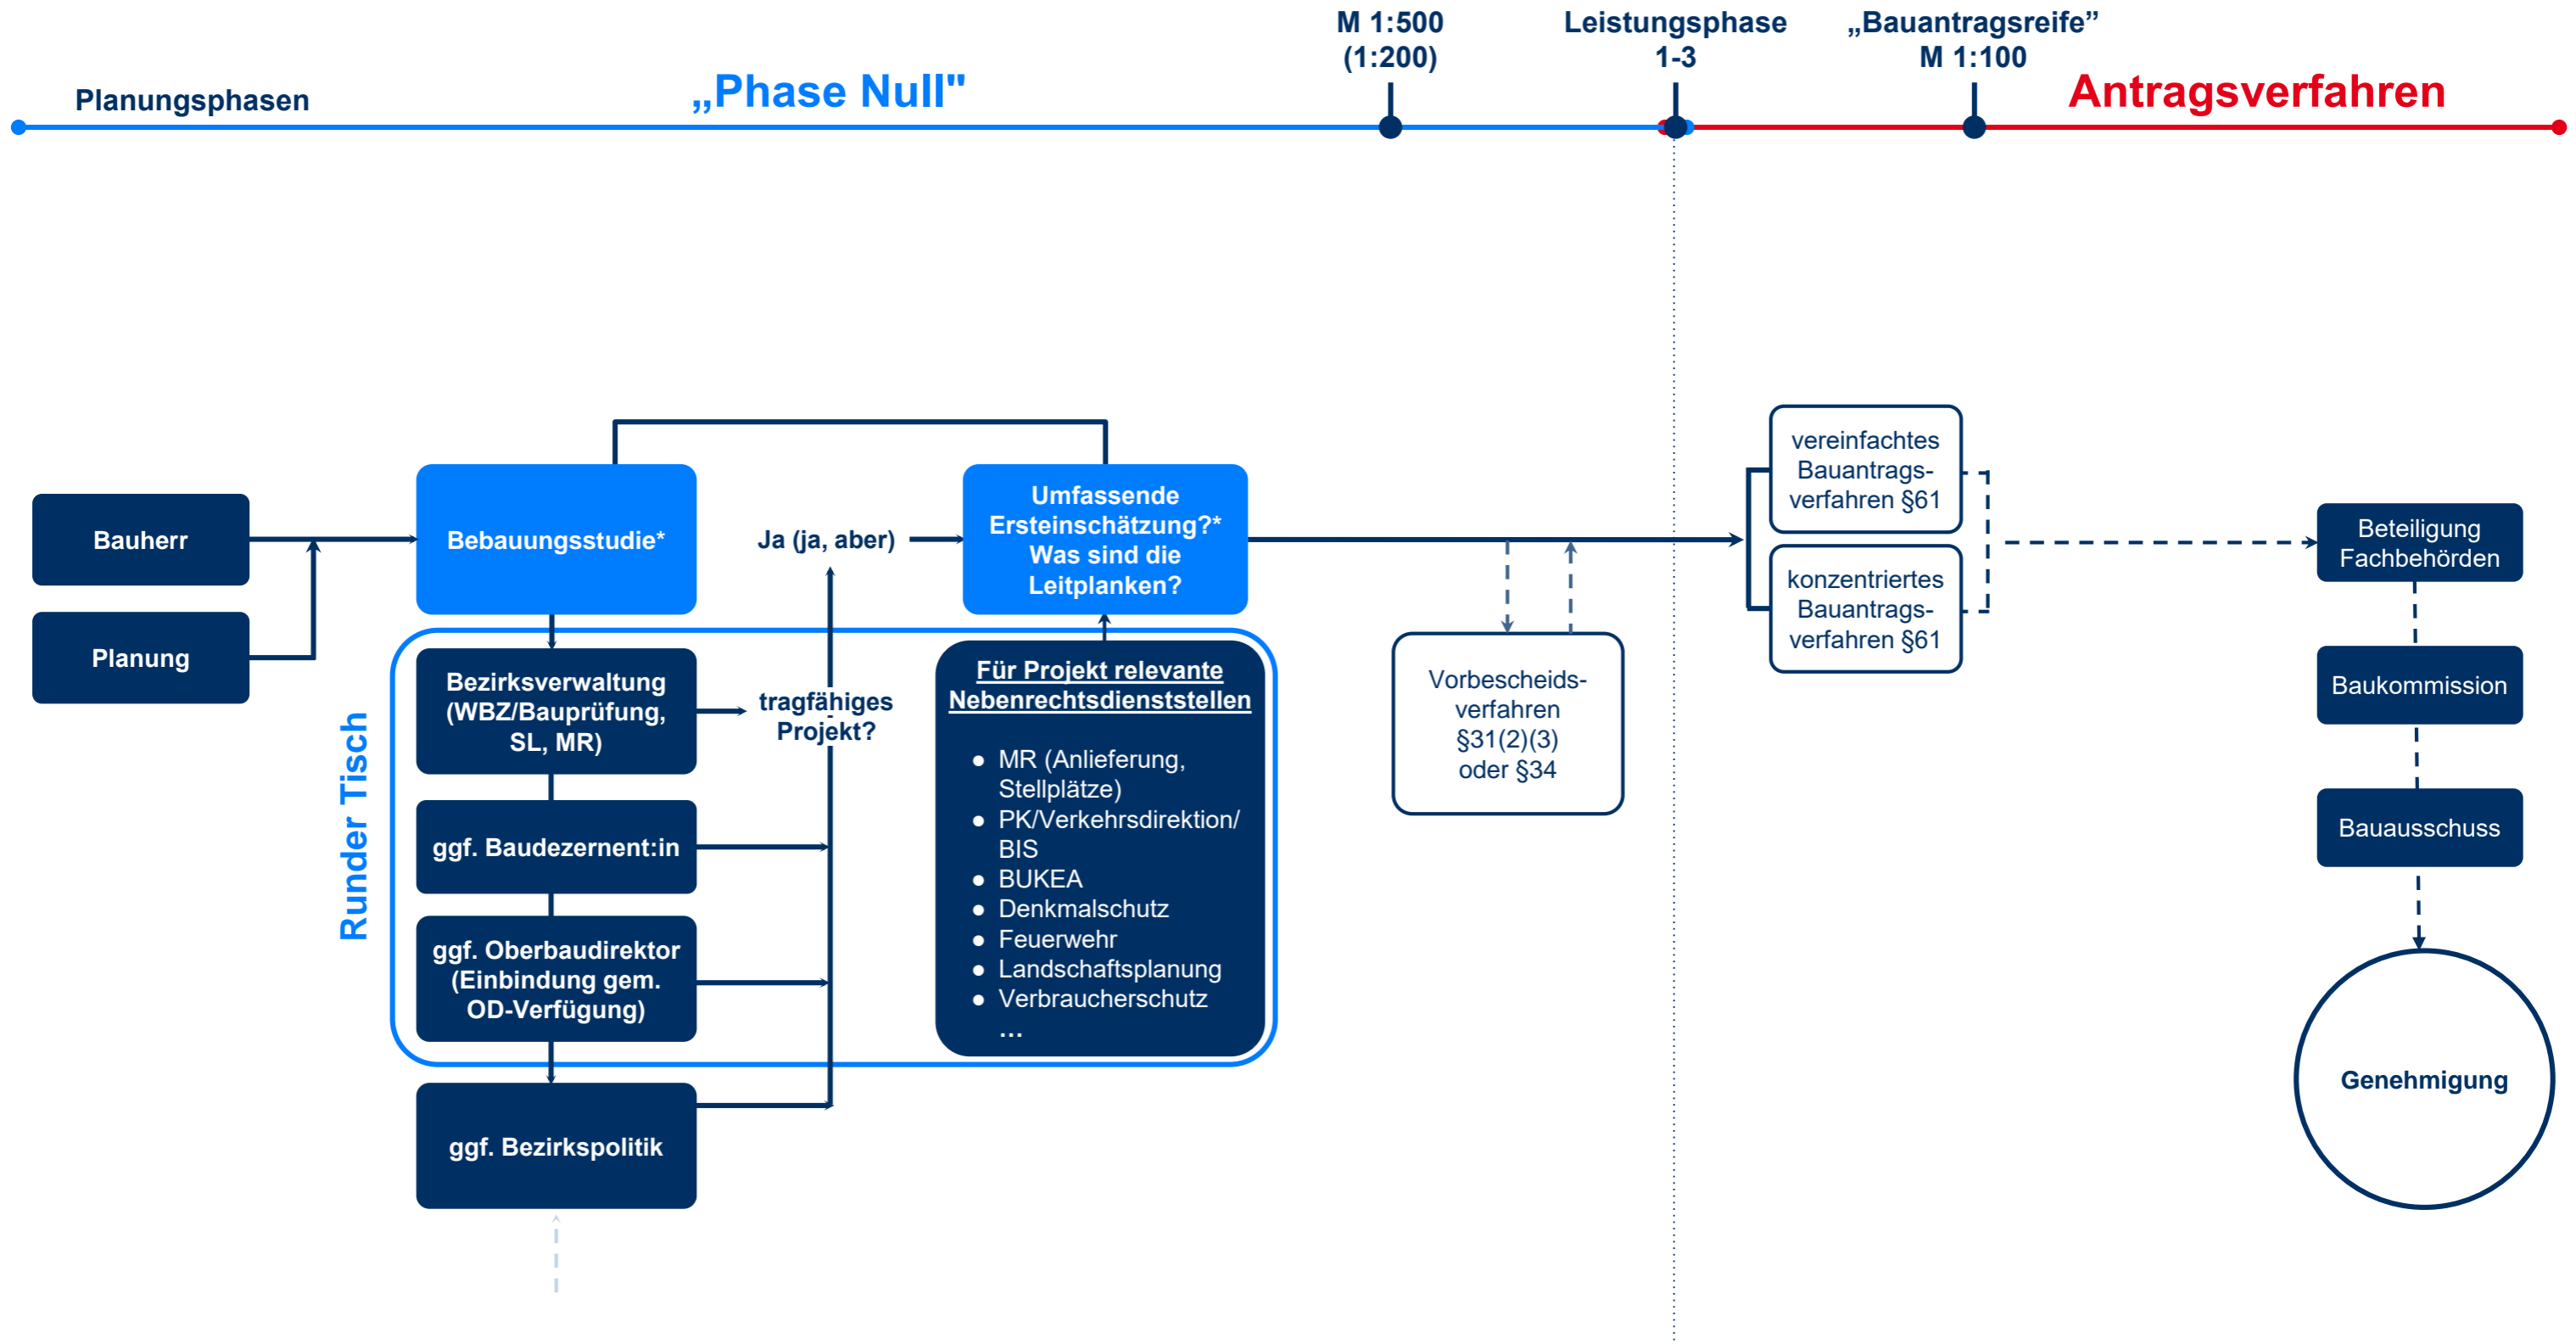 M 1:500
(1:200)
Leistungsphase
1-3
„Bauantragsreife”
M 1:100
Planungsphasen
„Phase Null"
Antragsverfahren
Bauherr
Planung
Bebauungsstudie*
Ja (ja, aber)
Umfassende
Ersteinschätzung?*
Was sind die
Leitplanken?
Runder Tisch
Bezirksverwaltung
(WBZ/Bauprüfung,
SL, MR)
tragfähiges
Projekt?
ggf. Baudezernent:in
ggf. Oberbaudirektor
(Einbindung gem.
OD-Verfügung)
ggf. Bezirkspolitik
Für Projekt relevante
Nebenrechtsdienststellen
● MR (Anlieferung,
Stellplätze)
● PK/Verkehrsdirektion/
BIS
● BUKEA
● Denkmalschutz
● Feuerwehr
● Landschaftsplanung
● Verbraucherschutz
…
Vorbescheids-
verfahren
§31(2)(3)
oder §34
vereinfachtes
Bauantrags-
verfahren §61
konzentriertes
Bauantrags-
verfahren §61
Beteiligung
Fachbehörden
Baukommission
Bauausschuss
Genehmigung